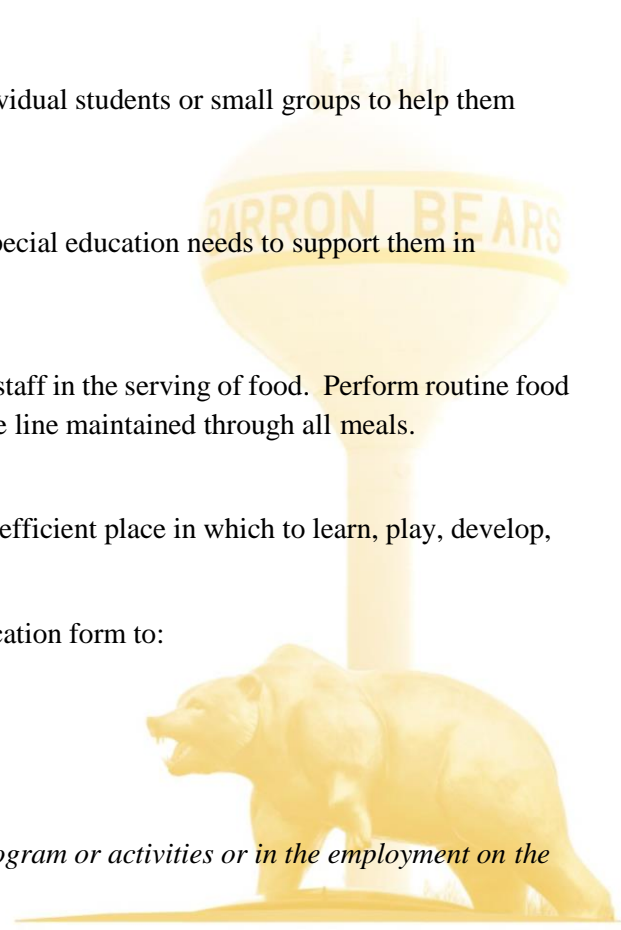 vidual students or small groups to help them
BARRON BEARS
pecial education needs to support them in
staff in the serving of food. Perform routine food
e line maintained through all meals.
efficient place in which to learn, play, develop,
cation form to:
ogram or activities or in the employment on the